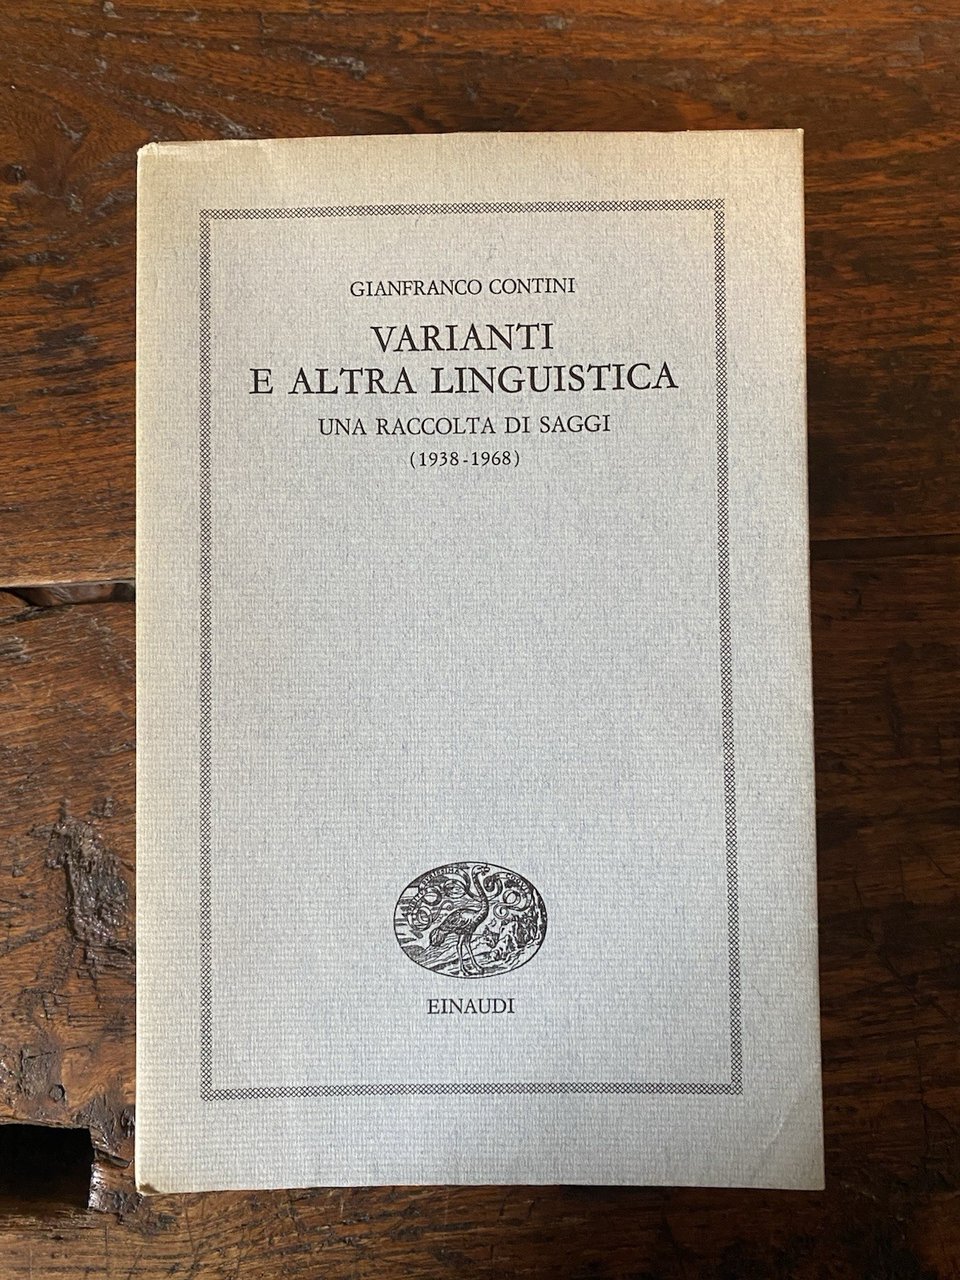 GIANFRANCO CONTINI
VARIANTI
E ALTRA LINGUISTICA
UNA RACCOLTA DI SAGGI
(1938-1968)
EINAUDI